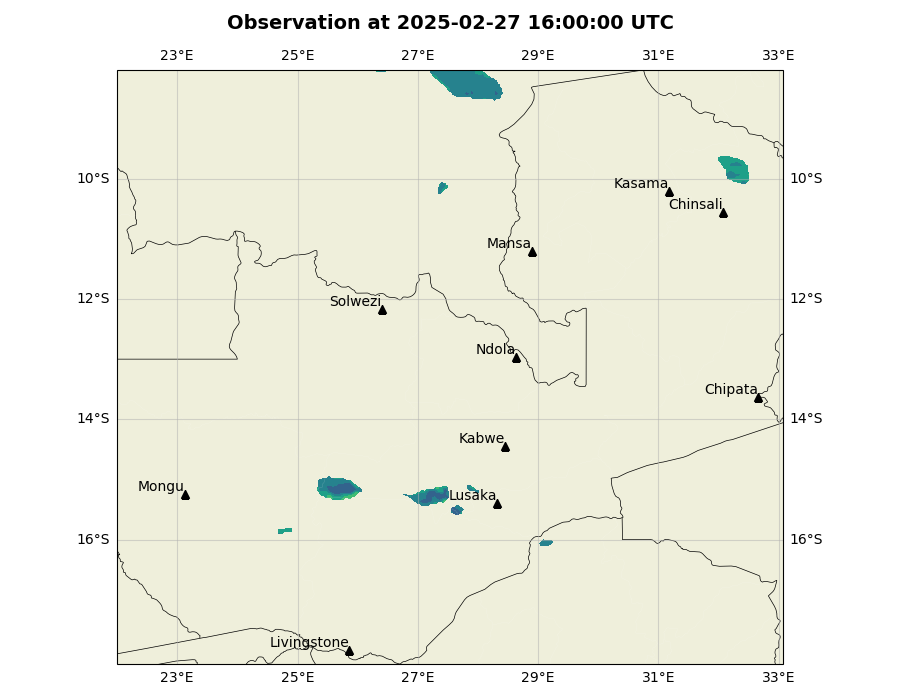 Observation at 2025-02-27 16:00:00 UTC
23°E 25°E 27°E 29°E 31°E 33°E
10°S 10°S
Kasama
Chinsali
Mansa
12°S 12°S
Solwezi
Ndola
Chipata
14°S 14°S
Kabwe
Mongu
Lusaka
16°S 16°S
Livingstone
23°E 25°E 27°E 29°E 31°E 33°E